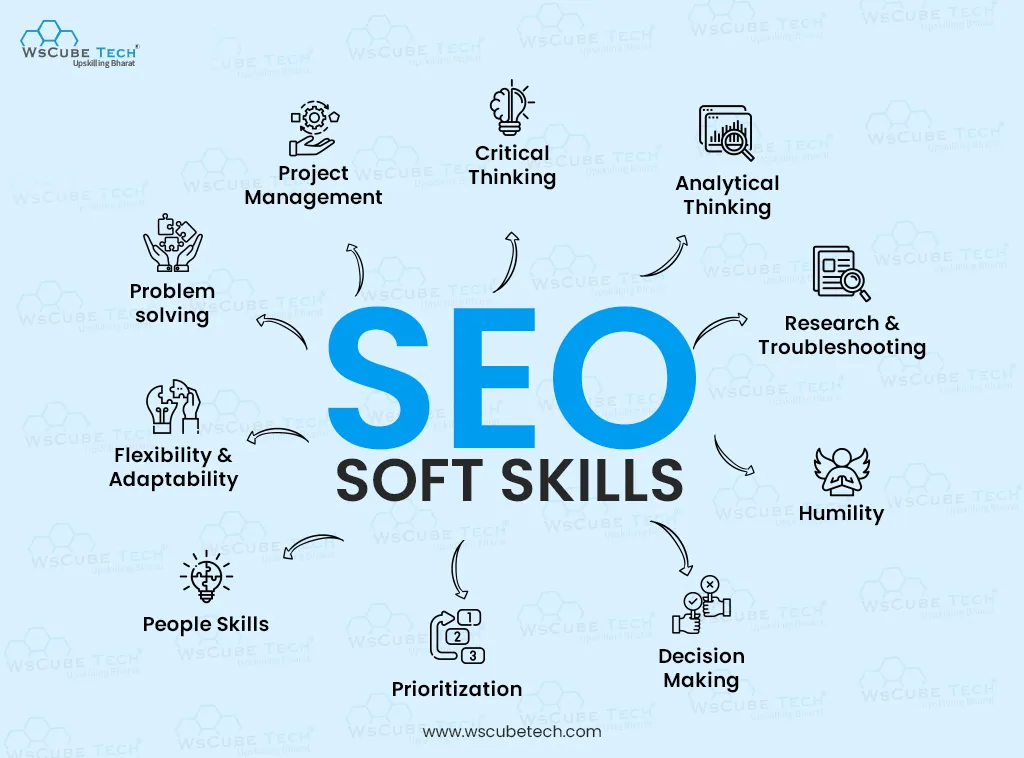 WsCube Tech®
Upskilling Bharat
Critical
Thinking
Project
Management
Analytical
Thinking
Problem
solving
Research &
Troubleshooting
SEO
SOFT SKILLS
Flexibility &
Adaptability
Humility
People Skills
1
2
3
Prioritization
Decision
Making
www.wscubetech.com